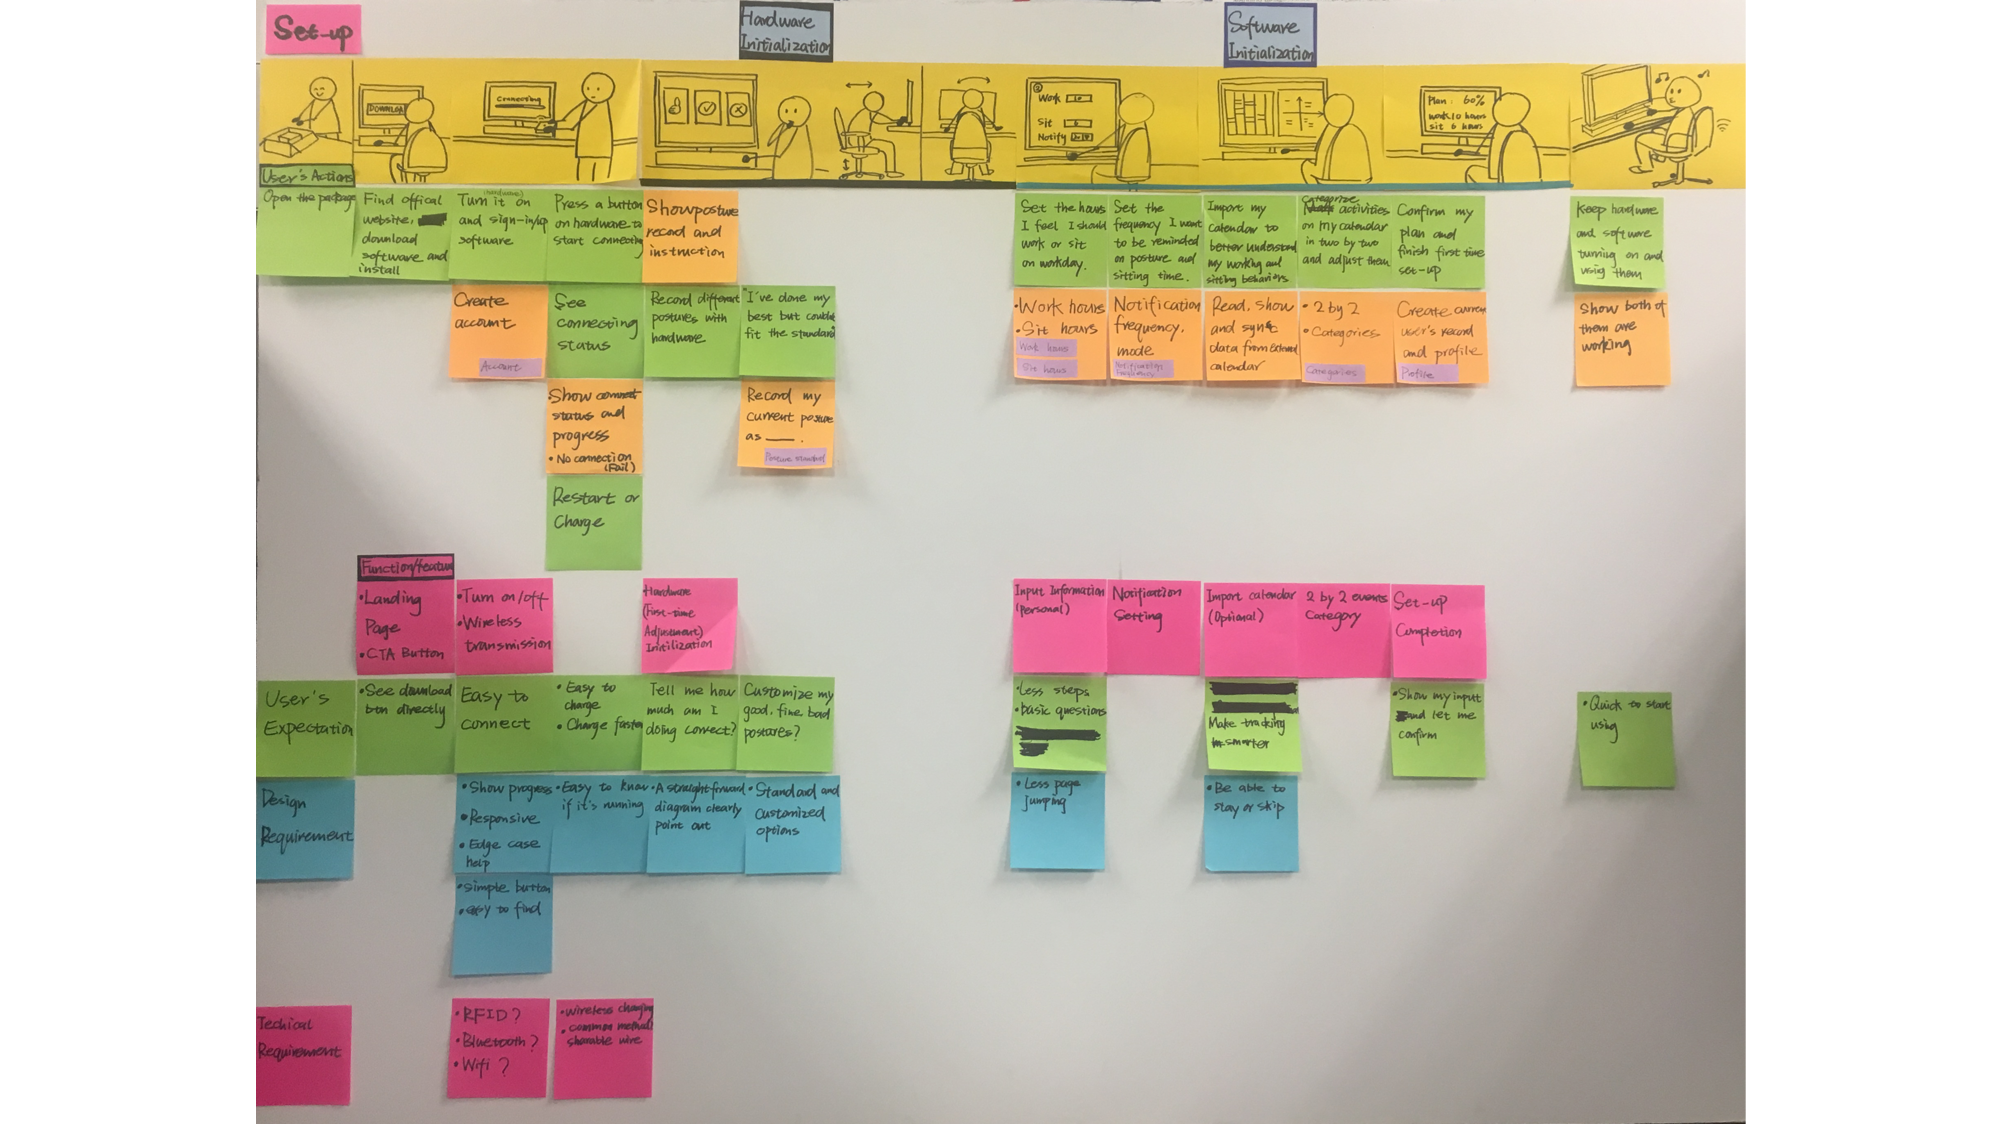 Set-up
Hardware
Initialization
Software
Initialization
DOWNLOA
Connecting
Work
Sit
Notify
Plan: 60%
work 10 hours
sit 6 hours
User's Actions
Open the package
Find offical
website,
download
software and
install
(hardware)
Turn it on
and sign-in/up
software
Press a button
on hardware to
start connecting
Show posture
record and
instruction
Set the hours
I feel I should
work or sit
on workday.
Set the
frequency I want
to be reminded
on posture and
sitting time.
Import my
calendar to
better understand
my working and
sitting behaviors
Categorize
activities
on my calendar
in two by two
and adjust them
Confirm my
plan and
finish first time
set-up
Keep hardware
and software
turning on and
using them
Create
account
Account
See
connecting
status
Record different
postures with
hardware
"I've done my
best but couldn't
fit the standard"
• Work hours
• Sit hours
Work hours
Sit hours
Notification
frequency.
mode
Notification
Frequency
Read, show
and sync
data from external
calendar
• 2 by 2
• Categories
Categories
Create current
user's record
and profile
Profile
Show both of
them are
working
Show connect
status and
progress
• No connection
(Fail)
Record my
current posture
as ___.
Posture standard
Restart or
Charge
Function/feature
• Landing
Page
• CTA Button
• Turn on/off
• Wireless
transmission
Hardware
(First-time
Adjustment)
Initilization
Input Information
(Personal)
Notification
Setting
Import calendar
(Optional)
2 by 2 events
Category
Set-up
Completion
User's
Expectation
• See download
btn directly
Easy to
connect
• Easy to
charge
• Charge faster
Tell me how
much am I
doing correct?
Customize my
good, fine bad
postures?
• Less steps
• basic questions
Make tracking
smarter
• Show my input
and let me
confirm
• Quick to start
using
Design
Requirement
• Show progress
• Responsive
• Edge case
help
• Easy to know
if it's running
• A straightforward
diagram clearly
point out
• Standard and
customized
options
• Less page
jumping
• Be able to
stay or skip
• Simple button
• easy to find
Techical
Requirement
• RFID?
• Bluetooth?
• Wifi?
• Wireless charging
• common method
sharable wire